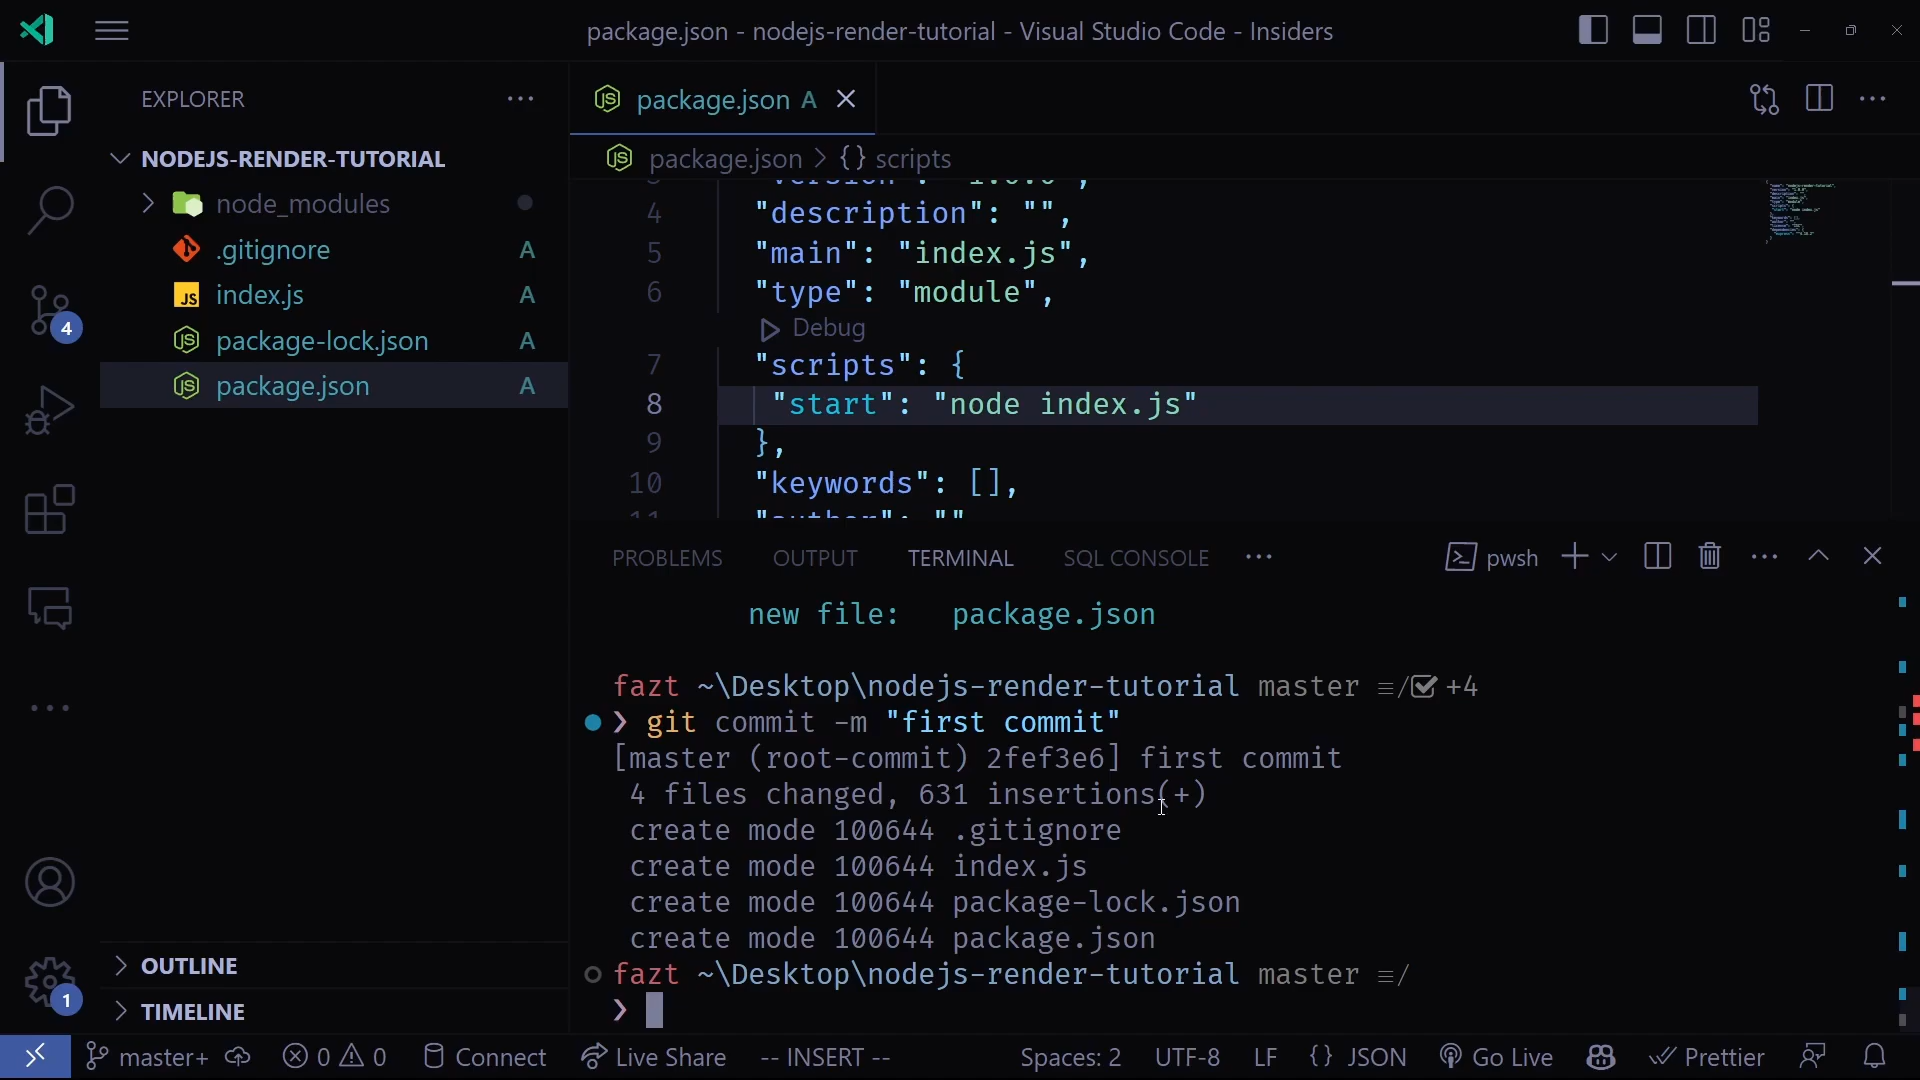 package.json - nodejs-render-tutorial - Visual Studio Code - Insiders
EXPLORER
NODEJS-RENDER-TUTORIAL
node_modules
.gitignore A
index.js A
package-lock.json A
package.json A
4
OUTLINE
TIMELINE
1
package.json A
package.json > {} scripts
4 "description": "",
5 "main": "index.js",
6 "type": "module",
Debug
7 "scripts": {
8 "start": "node index.js"
9 },
10 "keywords": [],
PROBLEMS OUTPUT TERMINAL SQL CONSOLE pwsh
new file: package.json
fazt ~\Desktop\nodejs-render-tutorial master ≡/ +4
❯ git commit -m "first commit"
[master (root-commit) 2fef3e6] first commit
4 files changed, 631 insertions(+)
create mode 100644 .gitignore
create mode 100644 index.js
create mode 100644 package-lock.json
create mode 100644 package.json
fazt ~\Desktop\nodejs-render-tutorial master ≡/
❯
master+ 0 0 Connect Live Share -- INSERT -- Spaces: 2 UTF-8 LF {} JSON Go Live Prettier